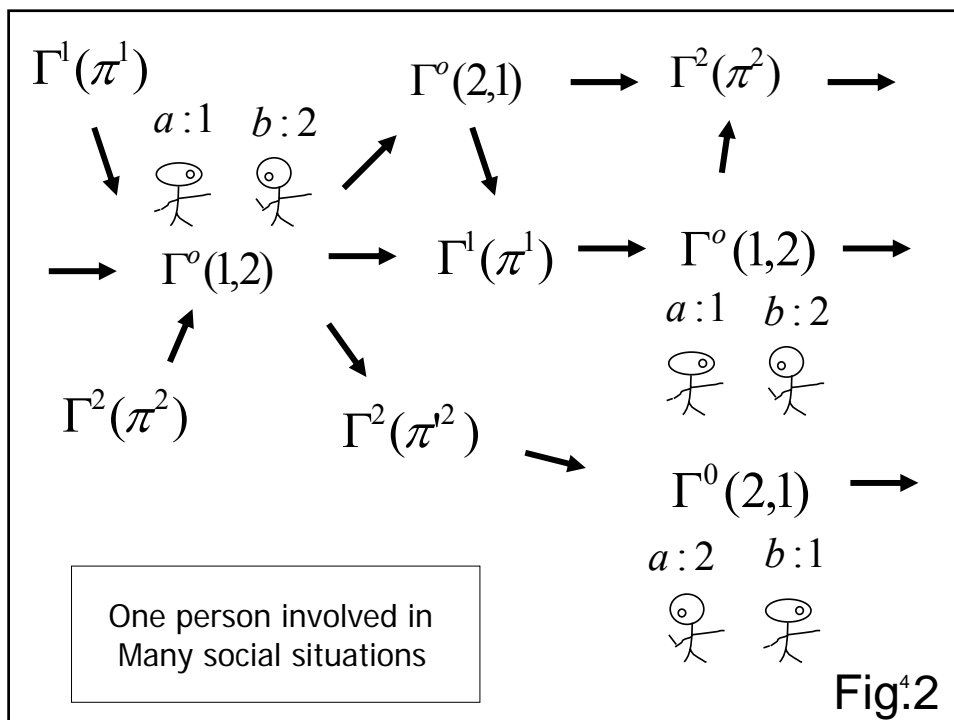 Γ¹(π¹)
Γᵒ(2,1)
Γ²(π²)
a:1 b:2
Γᵒ(1,2)
Γ¹(π¹)
Γᵒ(1,2)
a:1 b:2
Γ²(π²)
Γ²(π'²)
Γ⁰(2,1)
a:2 b:1
One person involved in
Many social situations
Fig.2
4